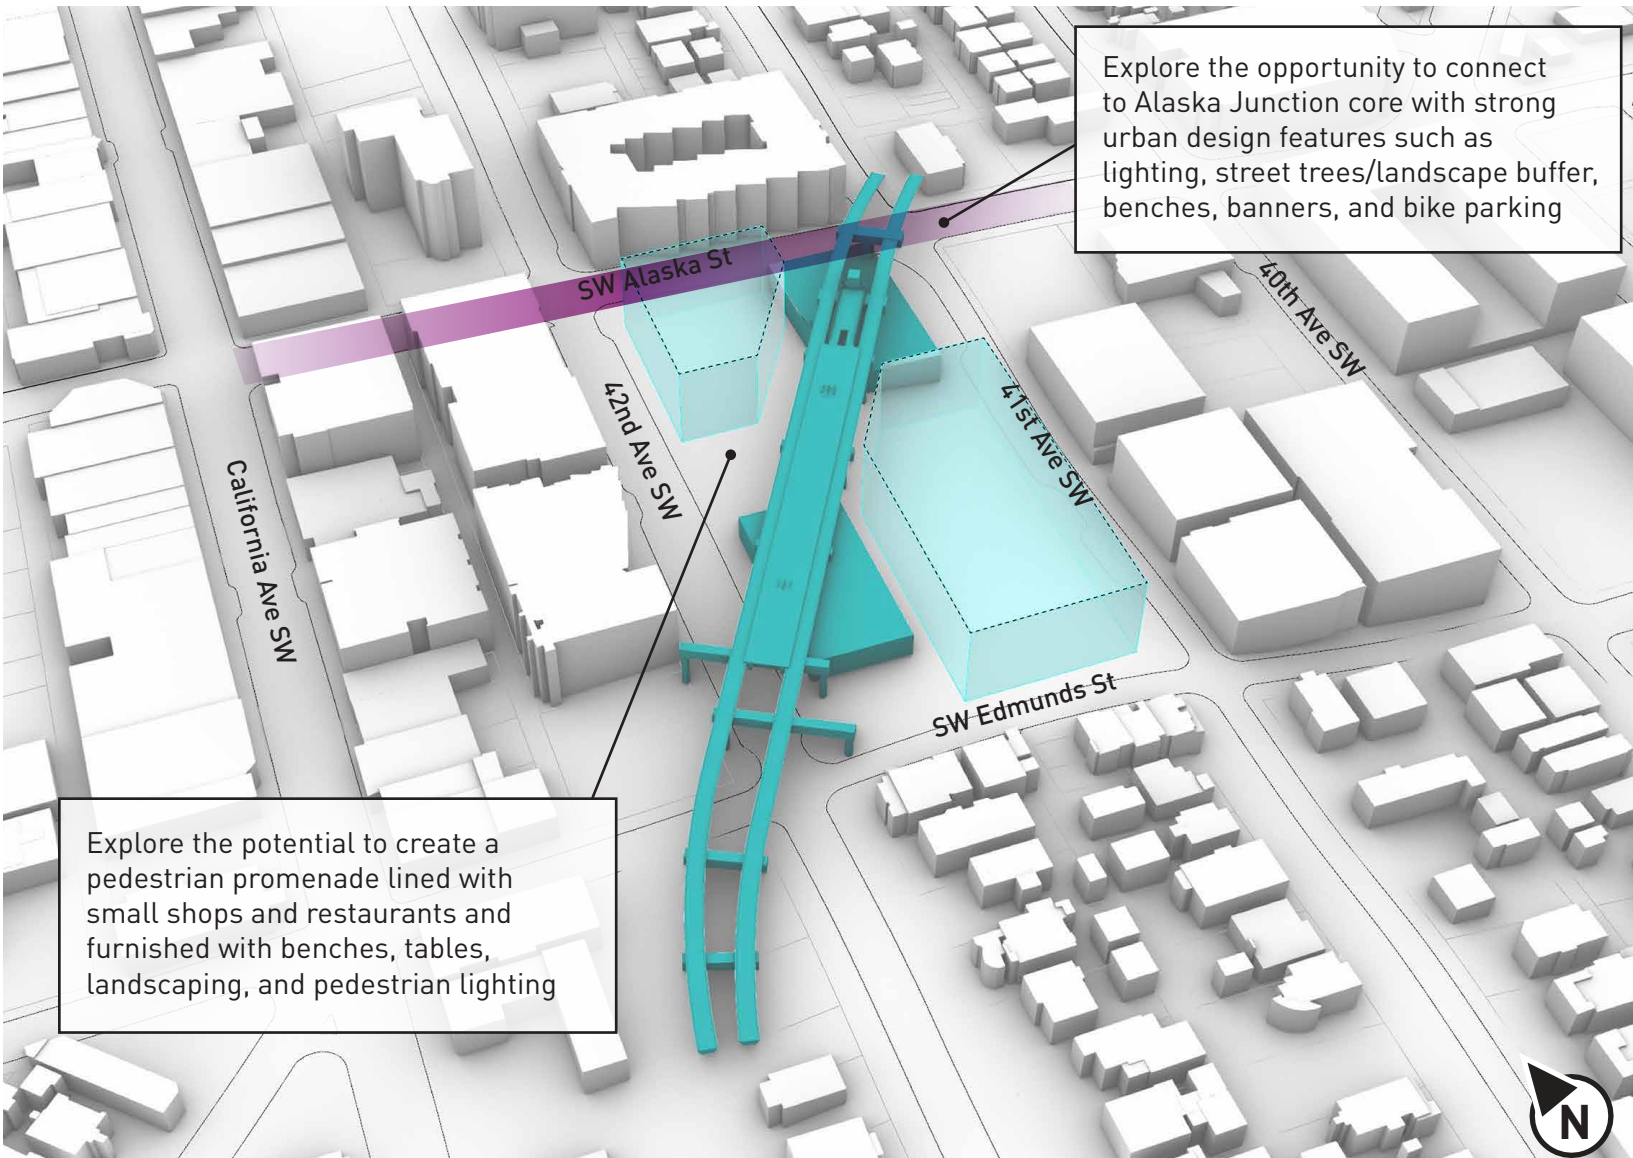 Explore the opportunity to connect
to Alaska Junction core with strong
urban design features such as
lighting, street trees/landscape buffer,
benches, banners, and bike parking
SW Alaska St
40th Ave SW
41st Ave SW
42nd Ave SW
California Ave SW
SW Edmunds St
Explore the potential to create a
pedestrian promenade lined with
small shops and restaurants and
furnished with benches, tables,
landscaping, and pedestrian lighting
N